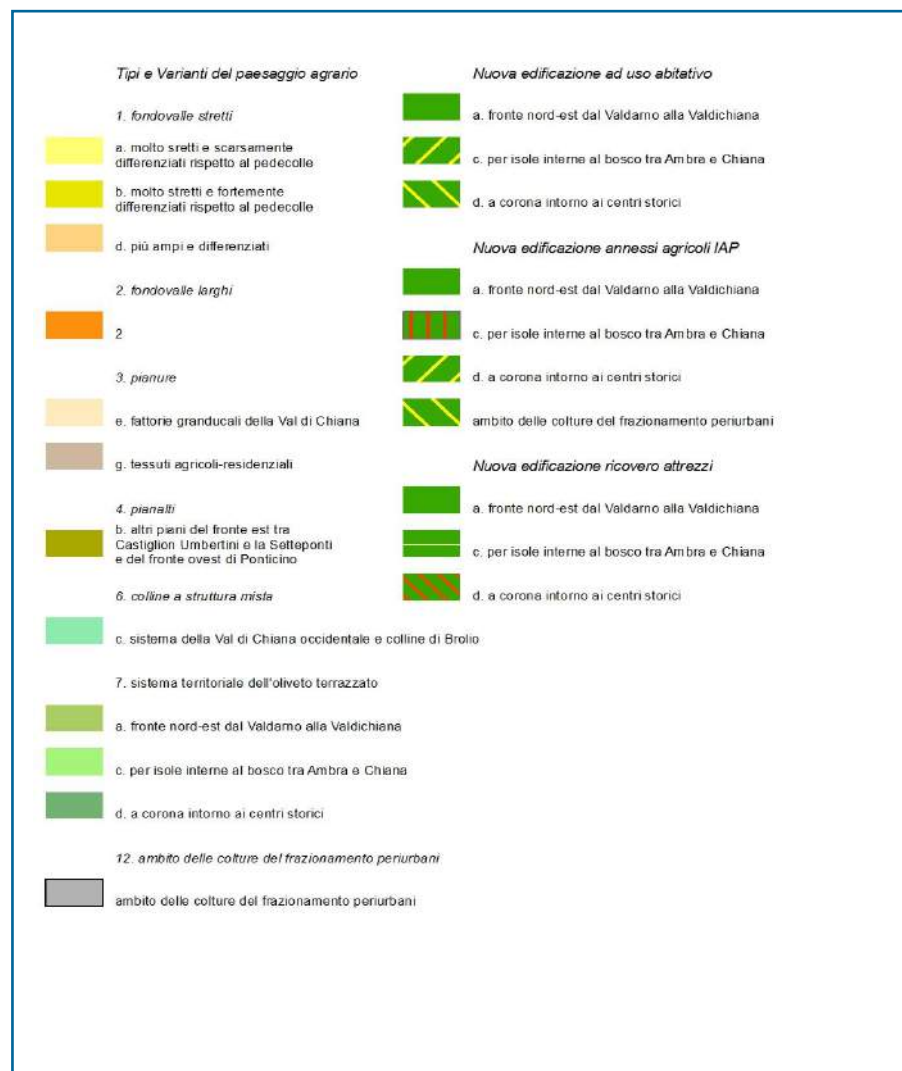 Tipi e Varianti del paesaggio agrario
1. fondovalle stretti
a. molto sretti e scarsamente
differenziati rispetto al pedecolle
b. molto stretti e fortemente
differenziati rispetto al pedecolle
d. più ampi e differenziati
2. fondovalle larghi
2
3. pianure
e. fattorie granducali della Val di Chiana
g. tessuti agricoli-residenziali
4. pianalti
b. altri piani del fronte est tra
Castiglion Umbertini e la Setteponti
e del fronte ovest di Ponticino
6. colline a struttura mista
c. sistema della Val di Chiana occidentale e colline di Brolio
7. sistema territoriale dell'oliveto terrazzato
a. fronte nord-est dal Valdarno alla Valdichiana
c. per isole interne al bosco tra Ambra e Chiana
d. a corona intorno ai centri storici
12. ambito delle colture del frazionamento periurbani
ambito delle colture del frazionamento periurbani
Nuova edificazione ad uso abitativo
a. fronte nord-est dal Valdarno alla Valdichiana
c. per isole interne al bosco tra Ambra e Chiana
d. a corona intorno ai centri storici
Nuova edificazione annessi agricoli IAP
a. fronte nord-est dal Valdarno alla Valdichiana
c. per isole interne al bosco tra Ambra e Chiana
d. a corona intorno ai centri storici
ambito delle colture del frazionamento periurbani
Nuova edificazione ricovero attrezzi
a. fronte nord-est dal Valdarno alla Valdichiana
c. per isole interne al bosco tra Ambra e Chiana
d. a corona intorno ai centri storici